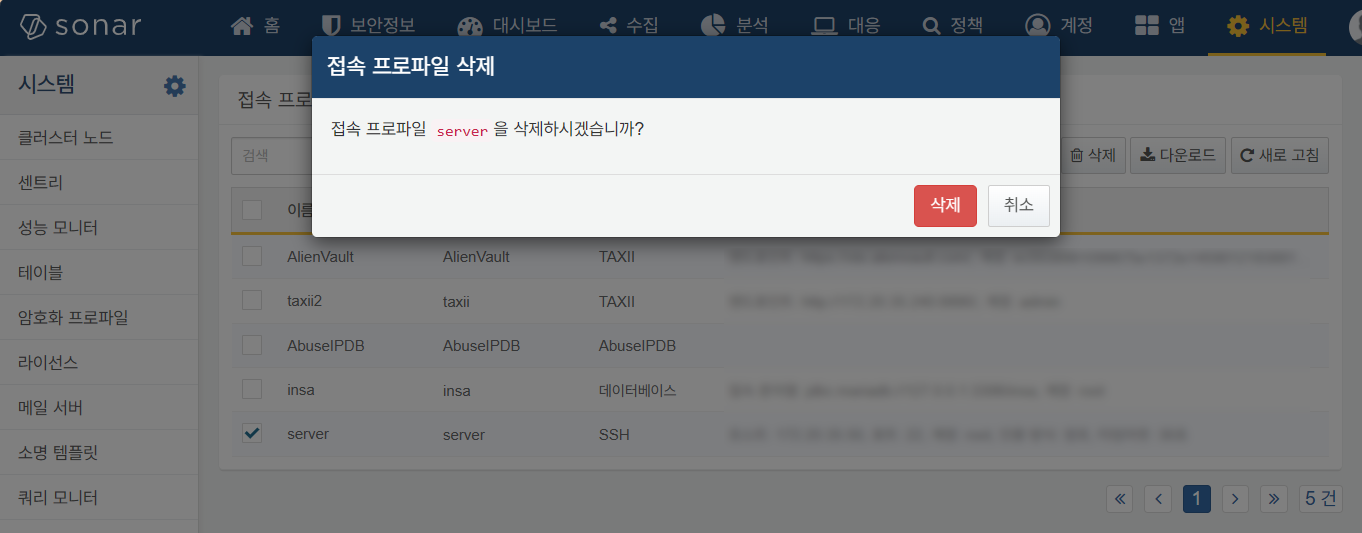 sonar
홈
보안정보
대시보드
수집
분석
대응
정책
계정
앱
시스템
시스템
클러스터 노드
센트리
성능 모니터
테이블
암호화 프로파일
라이선스
메일 서버
소명 템플릿
쿼리 모니터
접속 프로
검색
삭제
다운로드
새로 고침
접속 프로파일 삭제
접속 프로파일 server 을 삭제하시겠습니까?
삭제
취소
이름
AlienVault AlienVault TAXII
taxii2 taxii TAXII
AbuseIPDB AbuseIPDB AbuseIPDB
insa insa 데이터베이스
server server SSH
« ‹ 1 › » 5 건